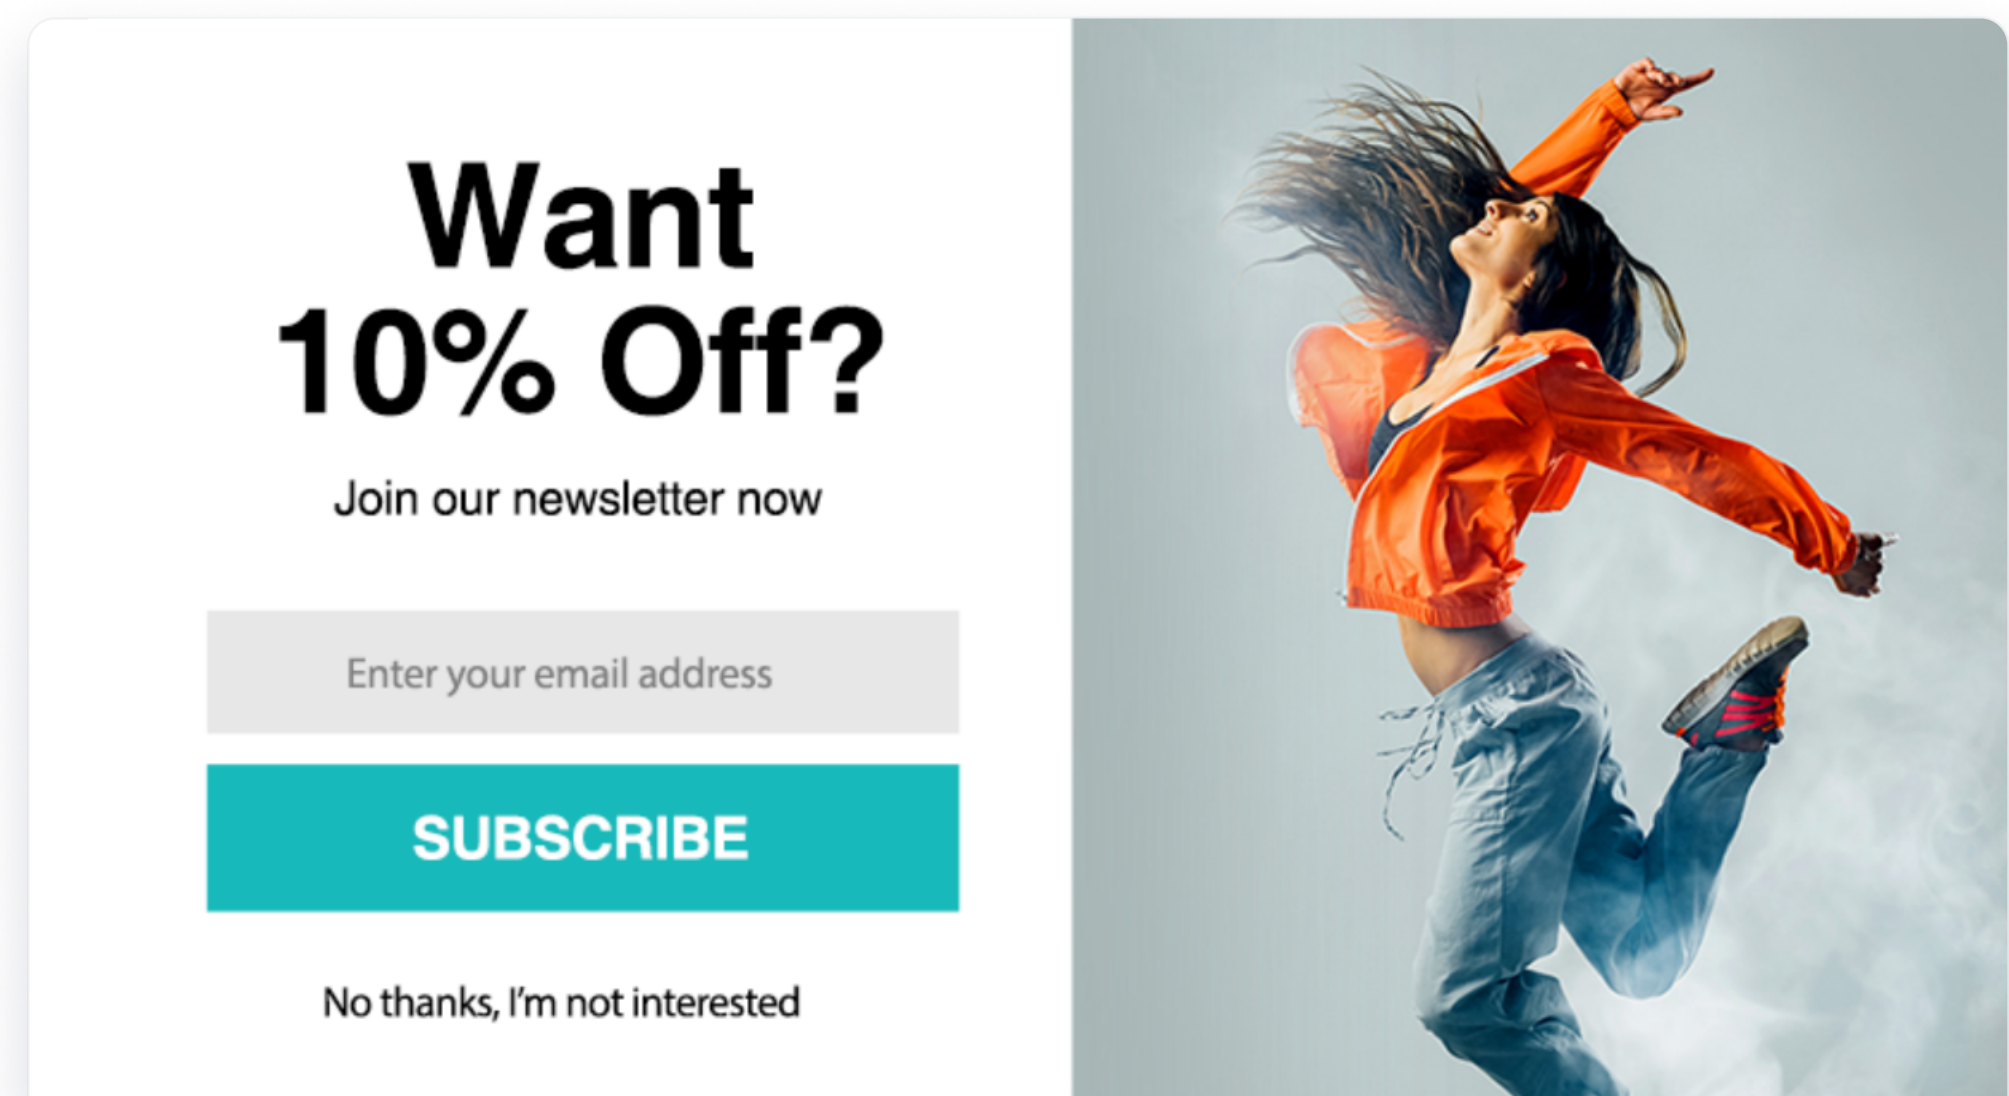 Want
10% Off?
Join our newsletter now
Enter your email address
SUBSCRIBE
No thanks, I'm not interested